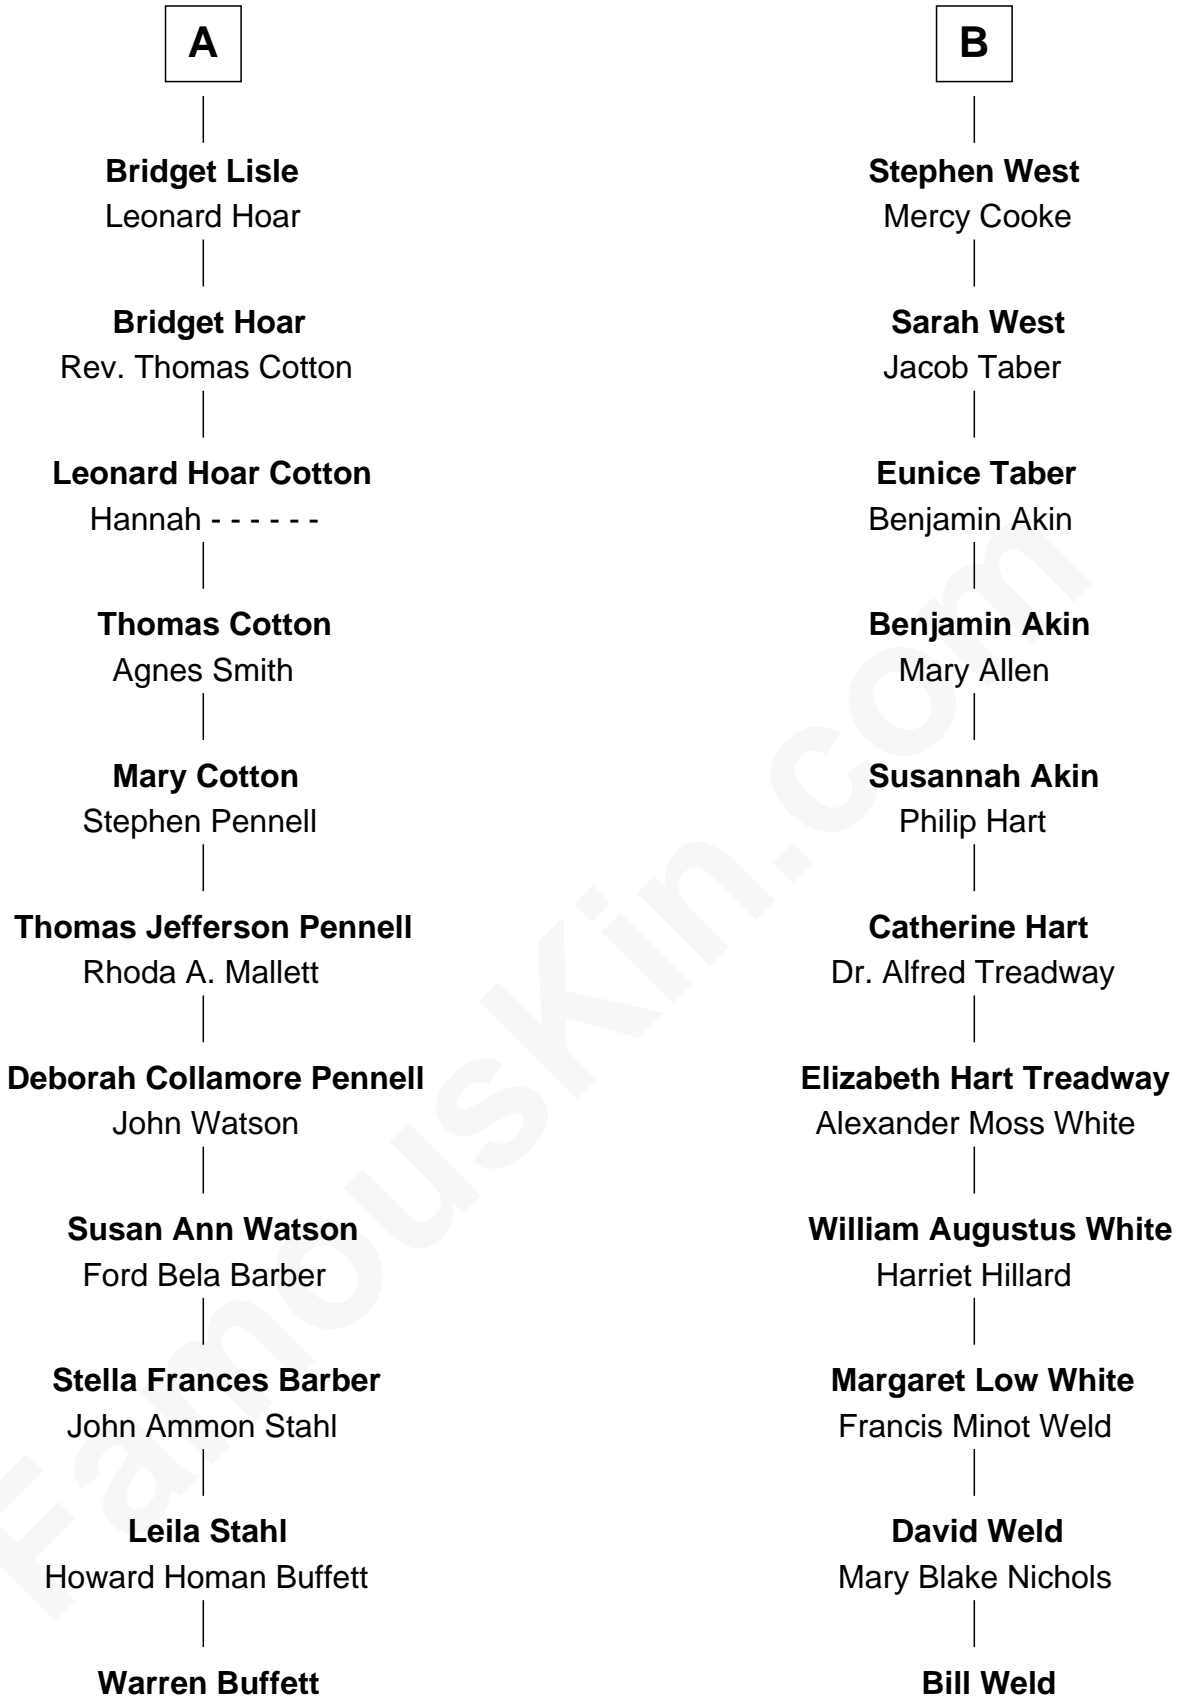 A
Bridget Lisle
Leonard Hoar
Bridget Hoar
Rev. Thomas Cotton
Leonard Hoar Cotton
Hannah - - - - - -
Thomas Cotton
Agnes Smith
Mary Cotton
Stephen Pennell
Thomas Jefferson Pennell
Rhoda A. Mallett
Deborah Collamore Pennell
John Watson
Susan Ann Watson
Ford Bela Barber
Stella Frances Barber
John Ammon Stahl
Leila Stahl
Howard Homan Buffett
Warren Buffett
B
Stephen West
Mercy Cooke
Sarah West
Jacob Taber
Eunice Taber
Benjamin Akin
Benjamin Akin
Mary Allen
Susannah Akin
Philip Hart
Catherine Hart
Dr. Alfred Treadway
Elizabeth Hart Treadway
Alexander Moss White
William Augustus White
Harriet Hillard
Margaret Low White
Francis Minot Weld
David Weld
Mary Blake Nichols
Bill Weld
FamousKin.com